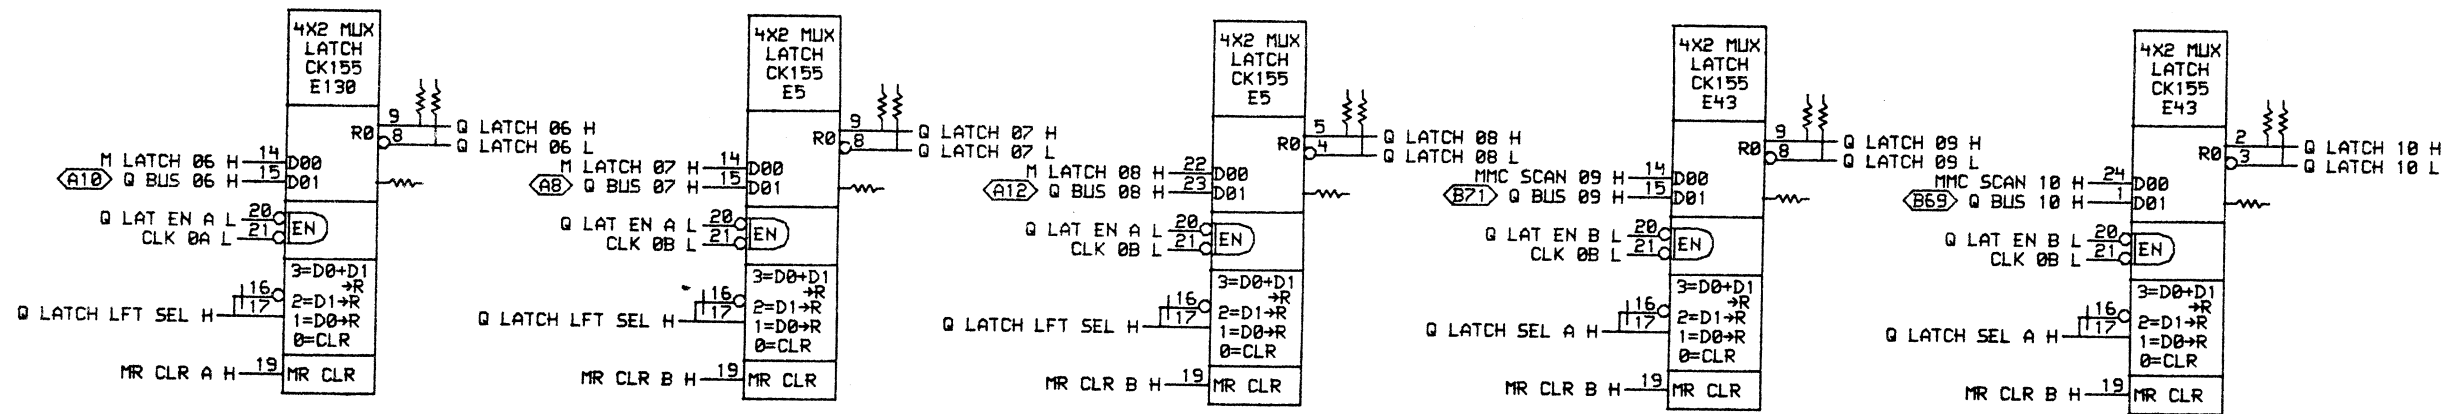 4X2 MUX
LATCH
CK155
E130
9
R0
8
Q LATCH 06 H
Q LATCH 06 L
M LATCH 06 H 14 D00
A10 Q BUS 06 H 15 D01
Q LAT EN A L 20
CLK 0A L 21
EN
3=D0+D1
→R
16
2=D1→R
Q LATCH LFT SEL H 17
1=D0→R
0=CLR
MR CLR A H 19 MR CLR
4X2 MUX
LATCH
CK155
E5
9
R0
8
Q LATCH 07 H
Q LATCH 07 L
M LATCH 07 H 14 D00
A8 Q BUS 07 H 15 D01
Q LAT EN A L 20
CLK 0B L 21
EN
3=D0+D1
→R
16
2=D1→R
Q LATCH LFT SEL H 17
1=D0→R
0=CLR
MR CLR B H 19 MR CLR
4X2 MUX
LATCH
CK155
E5
5
R0
4
Q LATCH 08 H
Q LATCH 08 L
M LATCH 08 H 22 D00
A12 Q BUS 08 H 23 D01
Q LAT EN A L 20
CLK 0B L 21
EN
3=D0+D1
→R
16
2=D1→R
Q LATCH LFT SEL H 17
1=D0→R
0=CLR
MR CLR B H 19 MR CLR
4X2 MUX
LATCH
CK155
E43
9
R0
8
Q LATCH 09 H
Q LATCH 09 L
MMC SCAN 09 H 14 D00
B71 Q BUS 09 H 15 D01
Q LAT EN B L 20
CLK 0B L 21
EN
3=D0+D1
→R
16
2=D1→R
Q LATCH SEL A H 17
1=D0→R
0=CLR
MR CLR B H 19 MR CLR
4X2 MUX
LATCH
CK155
E43
2
R0
3
Q LATCH 10 H
Q LATCH 10 L
MMC SCAN 10 H 24 D00
B69 Q BUS 10 H 1 D01
Q LAT EN B L 20
CLK 0B L 21
EN
3=D0+D1
→R
16
2=D1→R
Q LATCH SEL A H 17
1=D0→R
0=CLR
MR CLR B H 19 MR CLR